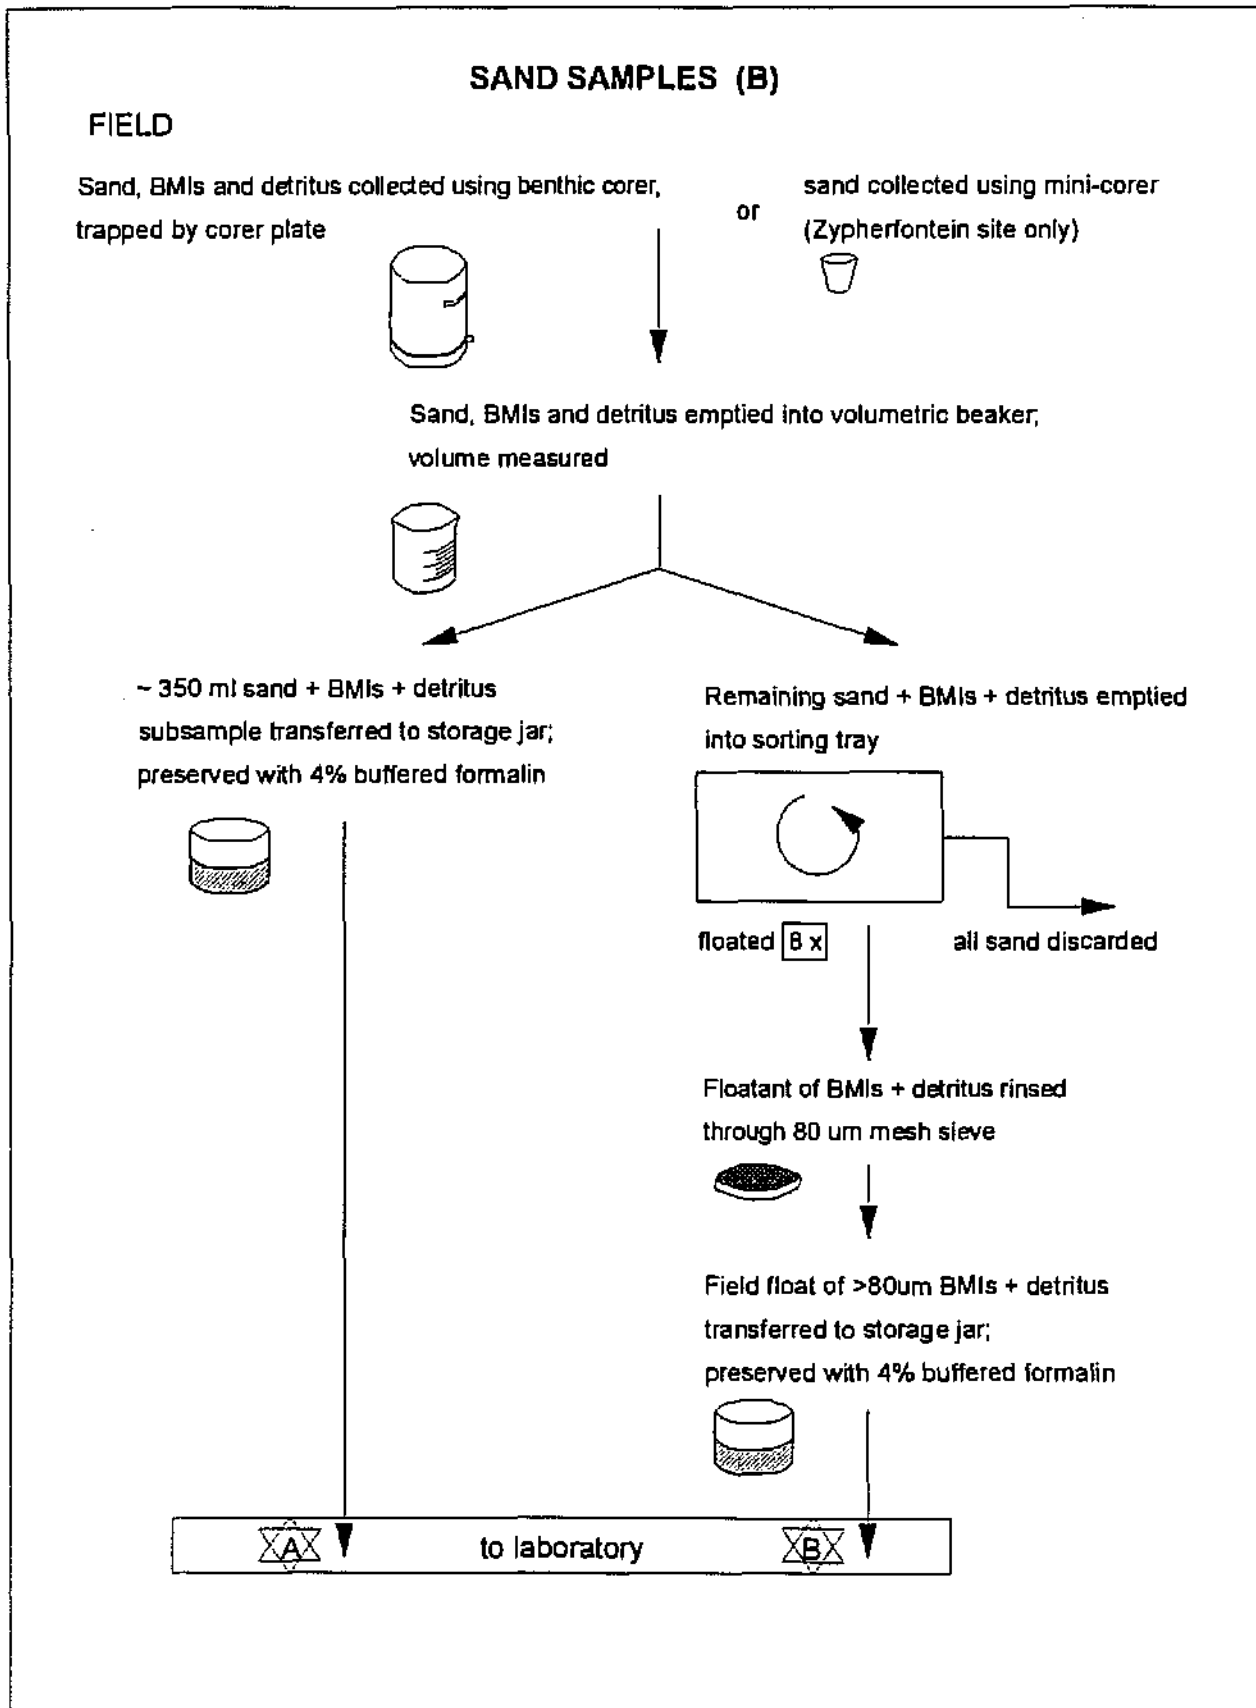 SAND SAMPLES (B)
FIELD
Sand, BMIs and detritus collected using benthic corer,
trapped by corer plate
or
sand collected using mini-corer
(Zypherfontein site only)
Sand, BMIs and detritus emptied into volumetric beaker;
volume measured
~ 350 ml sand + BMIs + detritus
subsample transferred to storage jar;
preserved with 4% buffered formalin
Remaining sand + BMIs + detritus emptied
into sorting tray
floated 8 x
all sand discarded
Floatant of BMIs + detritus rinsed
through 80 um mesh sieve
Field float of >80um BMIs + detritus
transferred to storage jar;
preserved with 4% buffered formalin
A to laboratory B